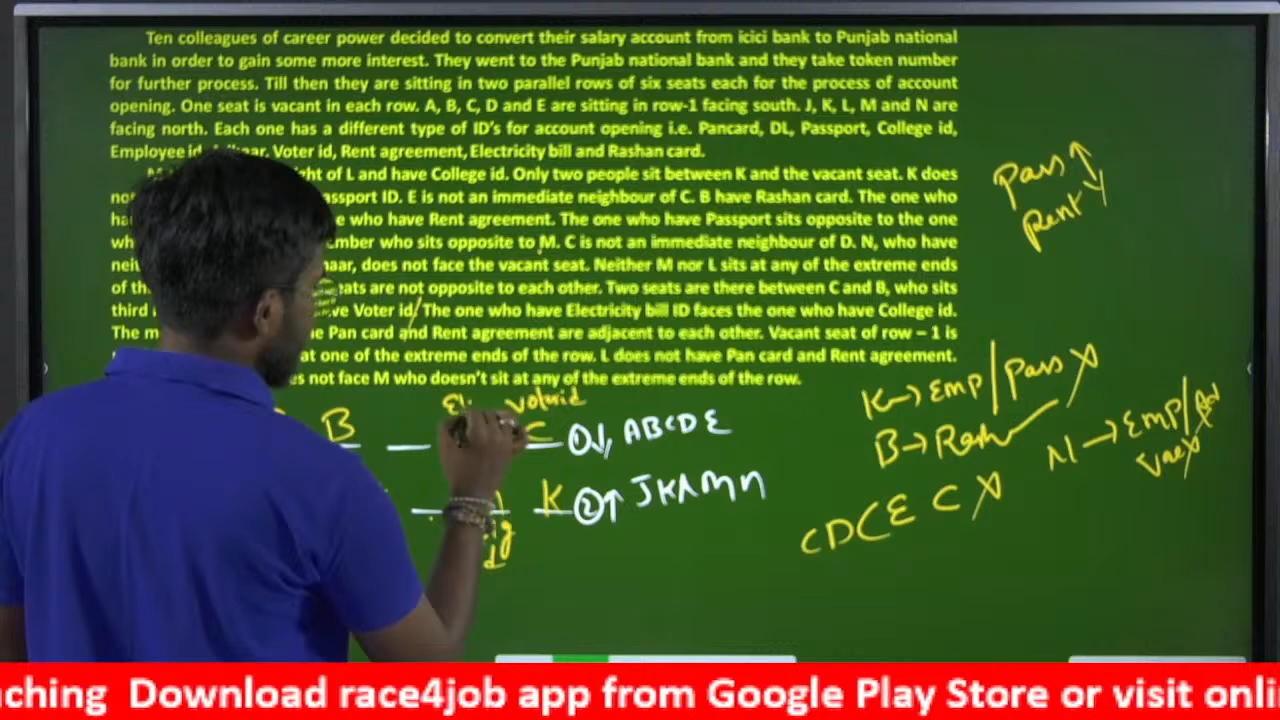 Ten colleagues of career power decided to convert their salary account from icici bank to Punjab national
bank in order to gain some more interest. They went to the Punjab national bank and they take token number
for further process. Till then they are sitting in two parallel rows of six seats each for the process of account
opening. One seat is vacant in each row. A, B, C, D and E are sitting in row-1 facing south. J, K, L, M and N are
facing north. Each one has a different type of ID's for account opening i.e. Pancard, DL, Passport, College id,
Employee id, Voter id, Rent agreement, Electricity bill and Rashan card.
of L and have College id. Only two people sit between K and the vacant seat. K does
ID. E is not an immediate neighbour of C. B have Rashan card. The one who
who have Rent agreement. The one who have Passport sits opposite to the one
who sits opposite to M. C is not an immediate neighbour of D. N, who have
does not face the vacant seat. Neither M nor L sits at any of the extreme ends
of are not opposite to each other. Two seats are there between C and B, who sits
third Voter id. The one who have Electricity bill ID faces the one who have College id.
The Pan card and Rent agreement are adjacent to each other. Vacant seat of row – 1 is
at one of the extreme ends of the row. L does not have Pan card and Rent agreement.
not face M who doesn't sit at any of the extreme ends of the row.
Pass ↑
Rent
K → Emp/Pass X
B → Rash
N → Emp/
CDCECX
voterid
B C ① ↓ ABCDE
K ② ↑ JKLMN
Download race4job app from Google Play Store or visit